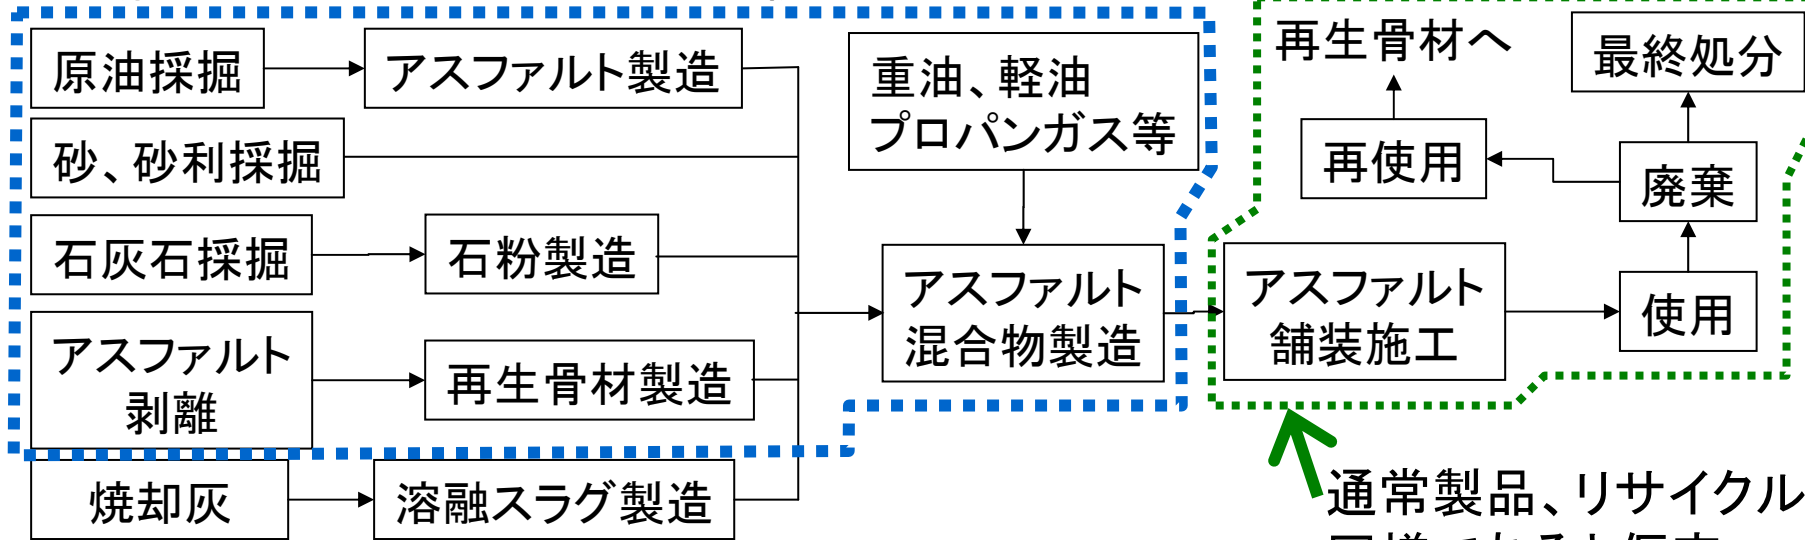 原油採掘
アスファルト製造
重油、軽油
プロパンガス等
再生骨材へ
最終処分
砂、砂利採掘
再使用
廃棄
石灰石採掘
石粉製造
アスファルト
混合物製造
アスファルト
舗装施工
使用
アスファルト
剥離
再生骨材製造
焼却灰
溶融スラグ製造
通常製品、リサイクル